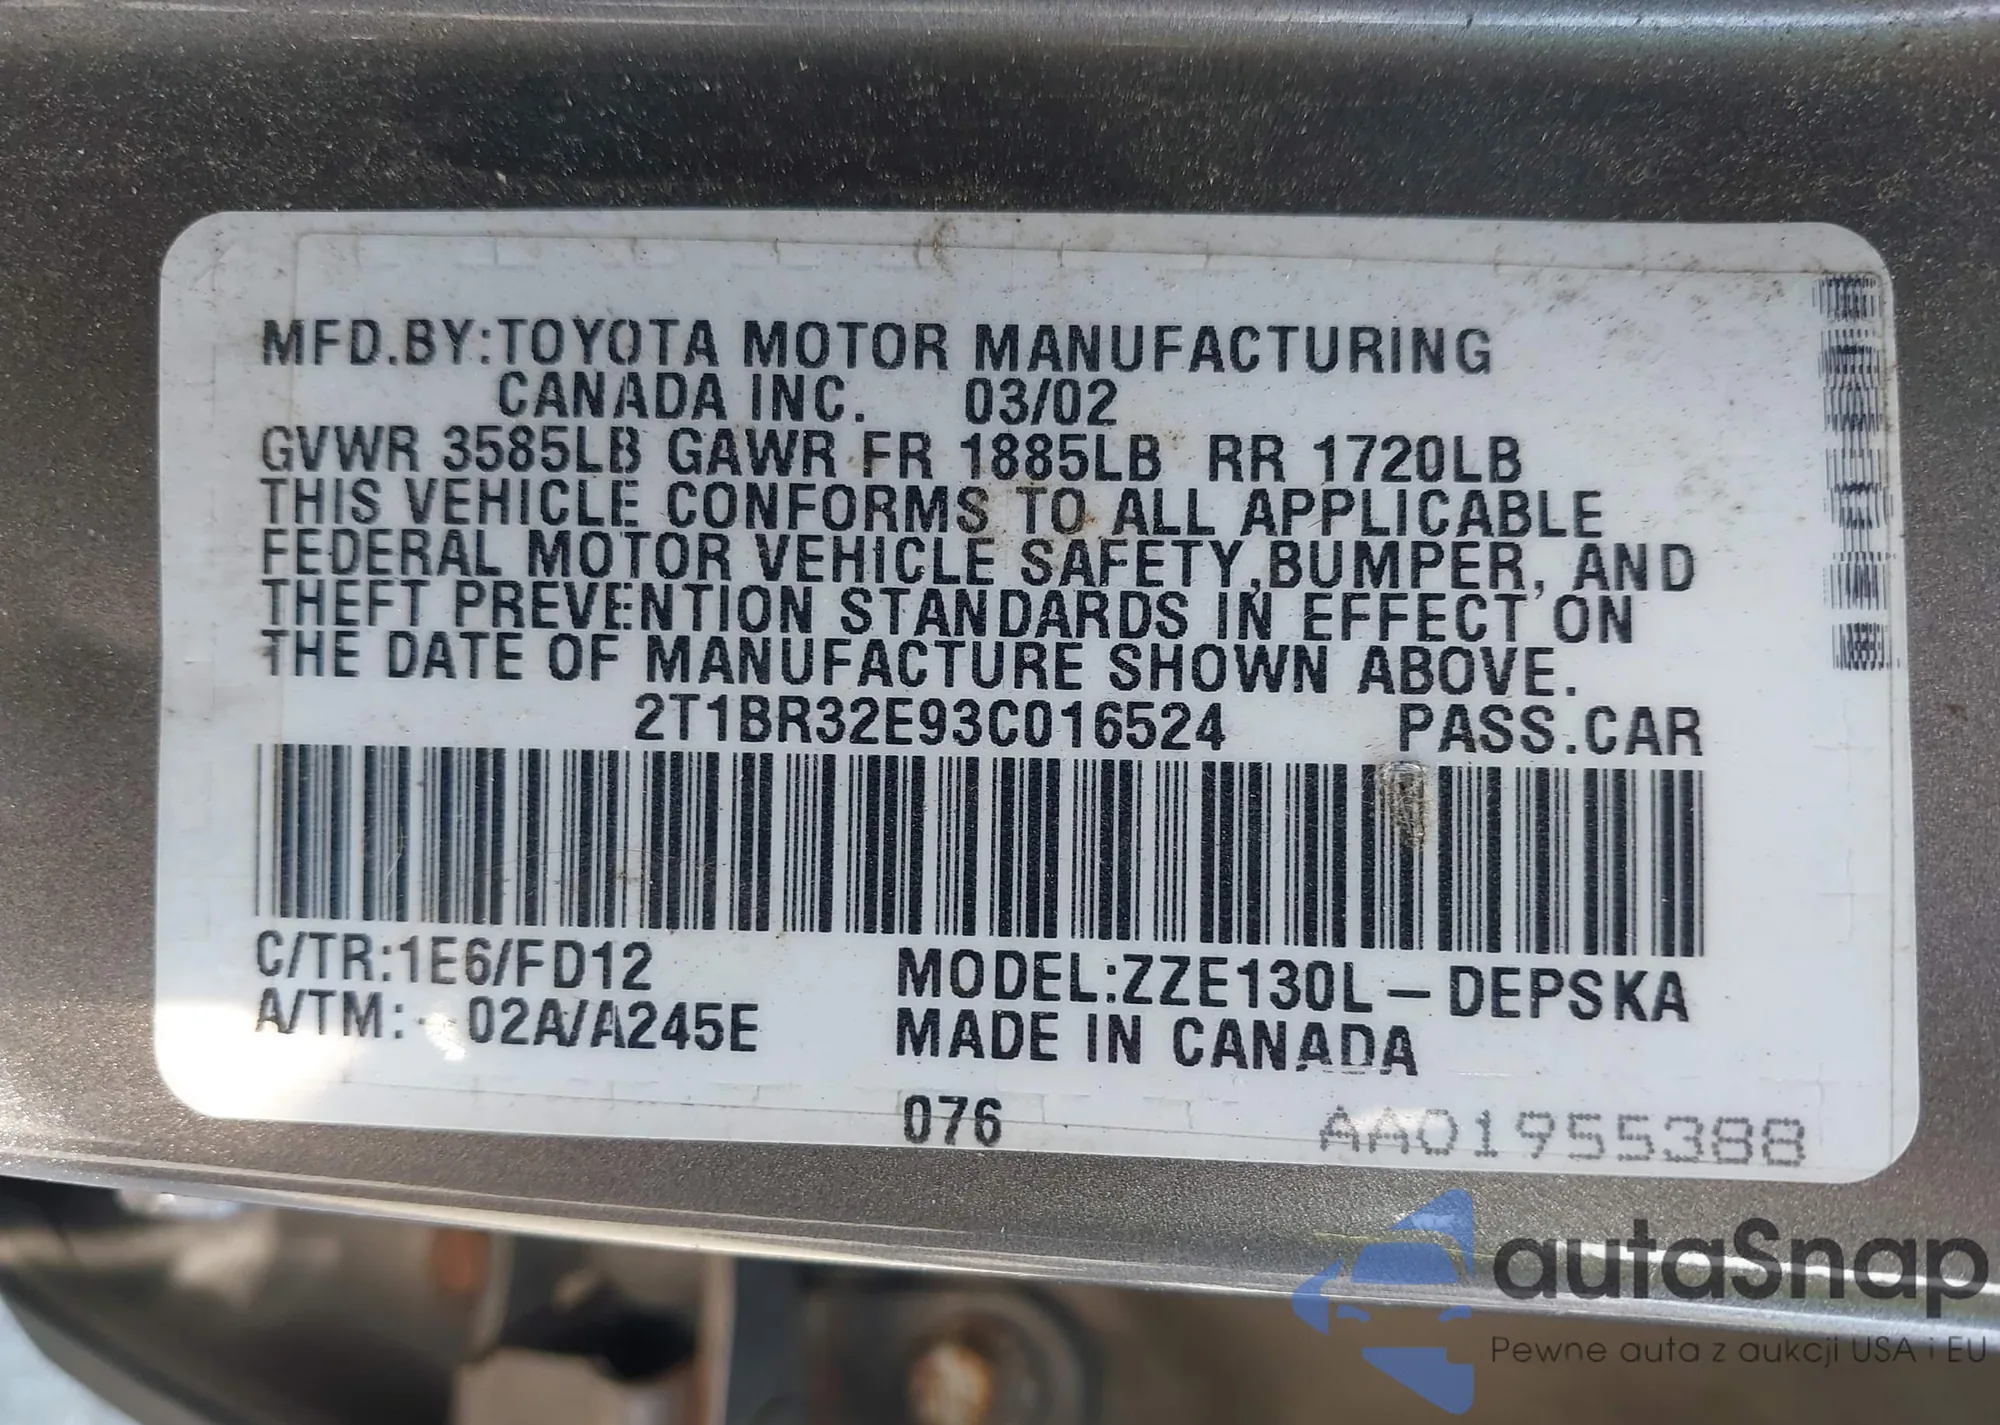 MFD.BY:TOYOTA MOTOR MANUFACTURING
CANADA INC. 03/02
GVWR 3585LB GAWR FR 1885LB RR 1720LB
THIS VEHICLE CONFORMS TO ALL APPLICABLE
FEDERAL MOTOR VEHICLE SAFETY,BUMPER, AND
THEFT PREVENTION STANDARDS IN EFFECT ON
THE DATE OF MANUFACTURE SHOWN ABOVE.
2T1BR32E93C016524 PASS.CAR
C/TR:1E6/FD12
A/TM: - 02A/A245E
MODEL:ZZE130L-DEPSKA
MADE IN CANADA
076
AA01955388
autaSnap
Pewne auta z aukcji USA i EU